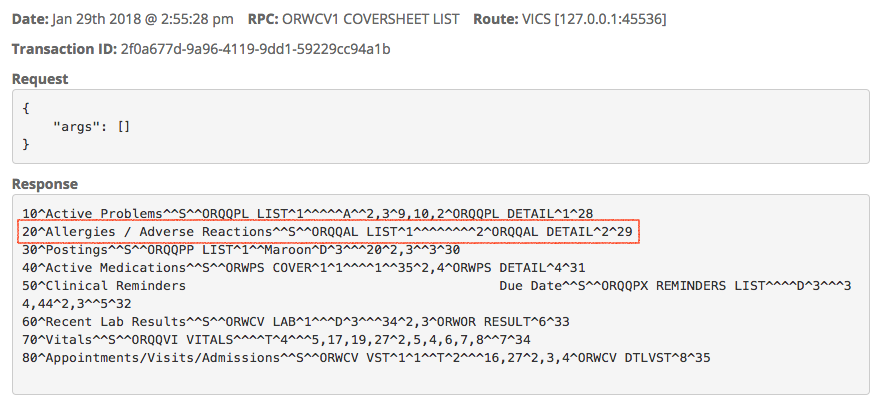 Date: Jan 29th 2018 @ 2:55:28 pm RPC: ORWCV1 COVERSHEET LIST Route: VICS [127.0.0.1:45536]
Transaction ID: 2f0a677d-9a96-4119-9dd1-59229cc94a1b
Request
{
"args": []
}
Response
10^Active Problems^^S^^ORQQPL LIST^1^^^^^A^^2,3^9,10,2^ORQQPL DETAIL^1^28
20^Allergies / Adverse Reactions^^S^^ORQQAL LIST^1^^^^^^^^2^ORQQAL DETAIL^2^29
30^Postings^^S^^ORQQPP LIST^1^^Maroon^D^3^^^20^2,3^^3^30
40^Active Medications^^S^^ORWPS COVER^1^1^^^^1^^35^2,4^ORWPS DETAIL^4^31
50^Clinical Reminders Due Date^^S^^ORQQPX REMINDERS LIST^^^^D^3^^^3
4,44^2,3^^5^32
60^Recent Lab Results^^S^^ORWCV LAB^1^^^D^3^^^34^2,3^ORWOR RESULT^6^33
70^Vitals^^S^^ORQQVI VITALS^^^^T^4^^^5,17,19,27^2,5,4,6,7,8^^7^34
80^Appointments/Visits/Admissions^^S^^ORWCV VST^1^1^^T^2^^^16,27^2,3,4^ORWCV DTLVST^8^35